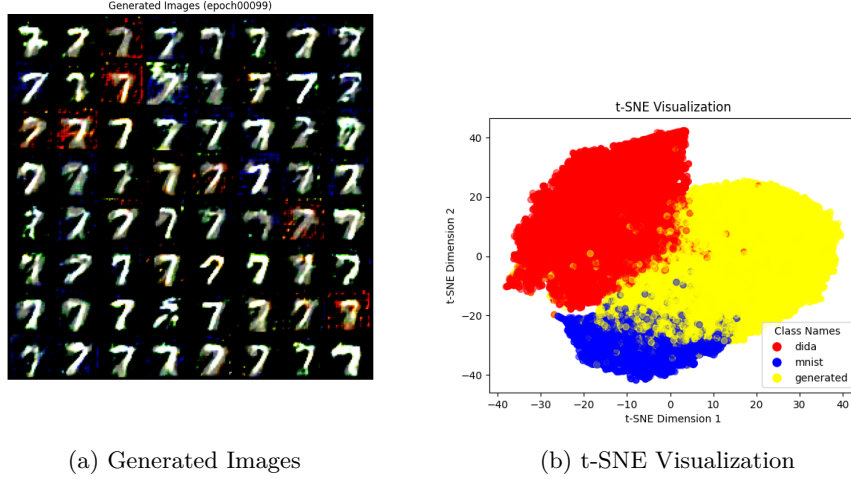 Generated Images (epoch00099)
t-SNE Visualization
40
20
0
−20
−40
t-SNE Dimension 2
−40
−30
−20
−10
0
10
20
30
40
t-SNE Dimension 1
Class Names
dida
mnist
generated
(a) Generated Images
(b) t-SNE Visualization